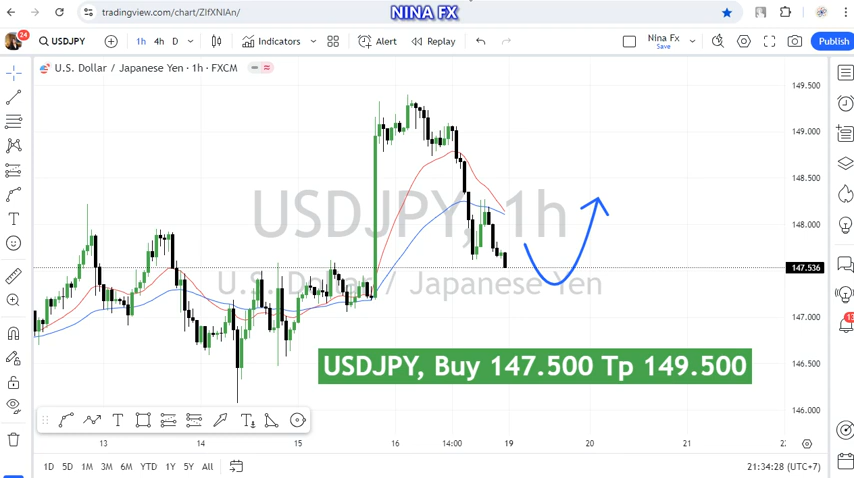 tradingview.com/chart/ZIfXNIAn/
NINA FX
24
USDJPY
1h 4h D
Indicators
Alert
Replay
Nina Fx
Save
Publish
U.S. Dollar / Japanese Yen · 1h · FXCM
149.500
149.000
148.500
148.000
147.536
147.000
146.500
146.000
USDJPY, 1h
U.S. Dollar / Japanese Yen
USDJPY, Buy 147.500 Tp 149.500
13 14 15 16 14:00 19 20 21
1D 5D 1M 3M 6M YTD 1Y 5Y All
21:34:28 (UTC+7)